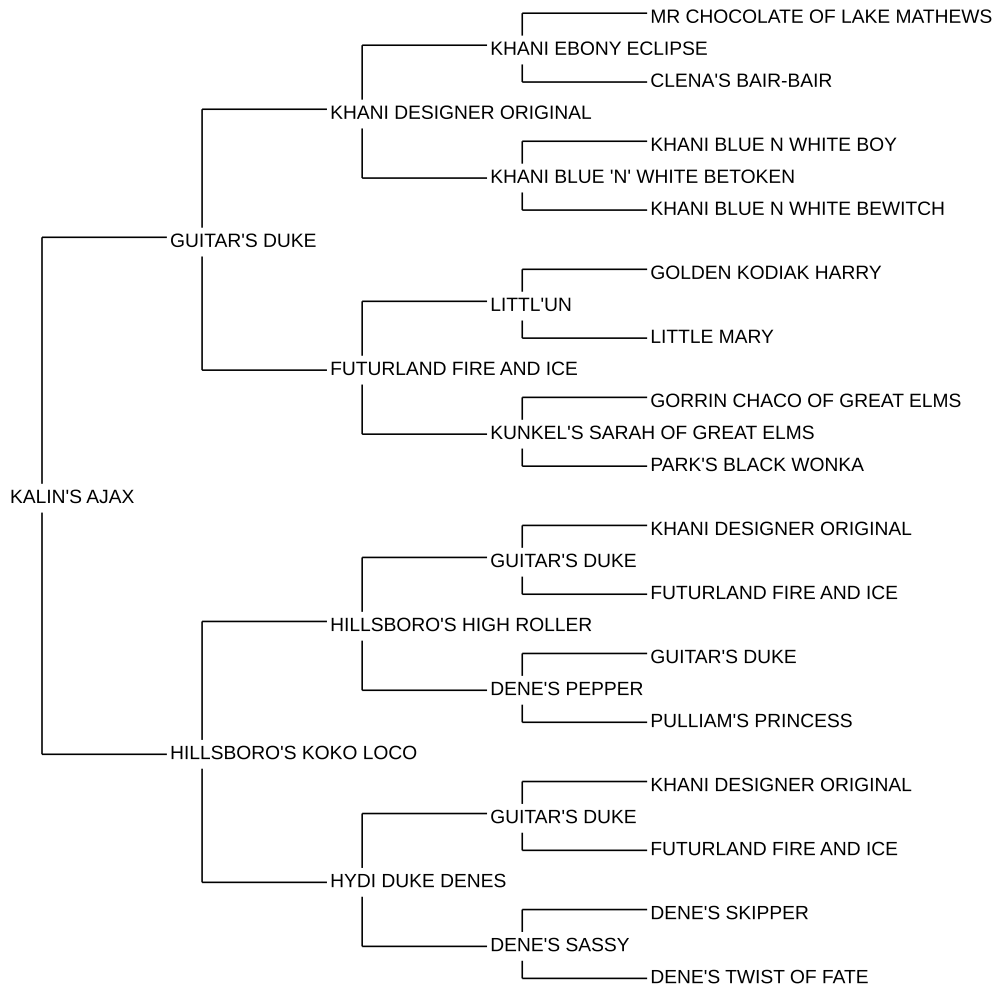 MR CHOCOLATE OF LAKE MATHEWS
KHANI EBONY ECLIPSE
CLENA'S BAIR-BAIR
KHANI DESIGNER ORIGINAL
KHANI BLUE N WHITE BOY
KHANI BLUE 'N' WHITE BETOKEN
KHANI BLUE N WHITE BEWITCH
GUITAR'S DUKE
GOLDEN KODIAK HARRY
LITTL'UN
LITTLE MARY
FUTURLAND FIRE AND ICE
GORRIN CHACO OF GREAT ELMS
KUNKEL'S SARAH OF GREAT ELMS
PARK'S BLACK WONKA
KALIN'S AJAX
KHANI DESIGNER ORIGINAL
GUITAR'S DUKE
FUTURLAND FIRE AND ICE
HILLSBORO'S HIGH ROLLER
GUITAR'S DUKE
DENE'S PEPPER
PULLIAM'S PRINCESS
HILLSBORO'S KOKO LOCO
KHANI DESIGNER ORIGINAL
GUITAR'S DUKE
FUTURLAND FIRE AND ICE
HYDI DUKE DENES
DENE'S SKIPPER
DENE'S SASSY
DENE'S TWIST OF FATE